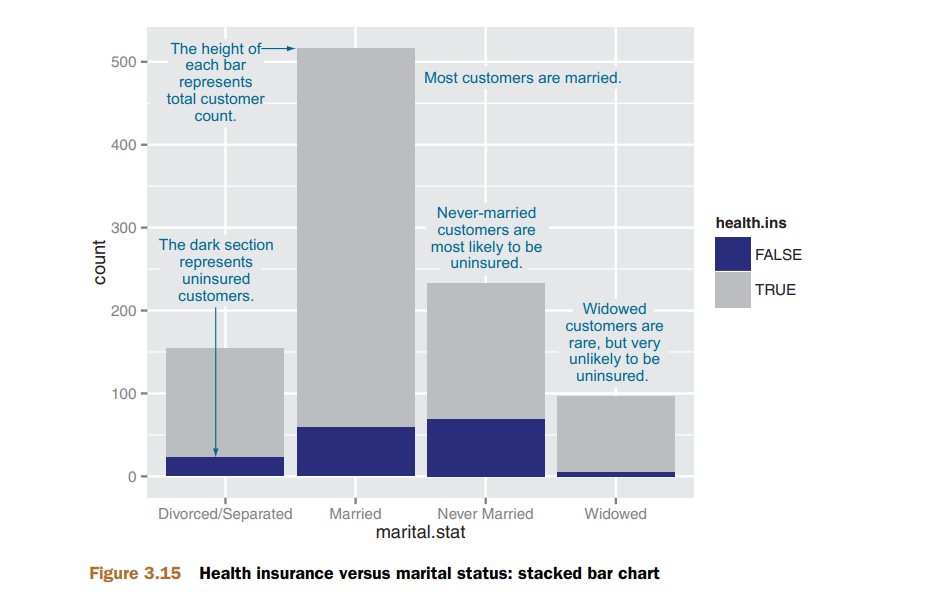 The height of
each bar
represents
total customer
count.
Most customers are married.
Never-married
customers are
most likely to be
uninsured.
The dark section
represents
uninsured
customers.
Widowed
customers are
rare, but very
unlikely to be
uninsured.
500
400
300
200
100
0
count
Divorced/Separated
Married
Never Married
Widowed
marital.stat
health.ins
FALSE
TRUE
Figure 3.15 Health insurance versus marital status: stacked bar chart